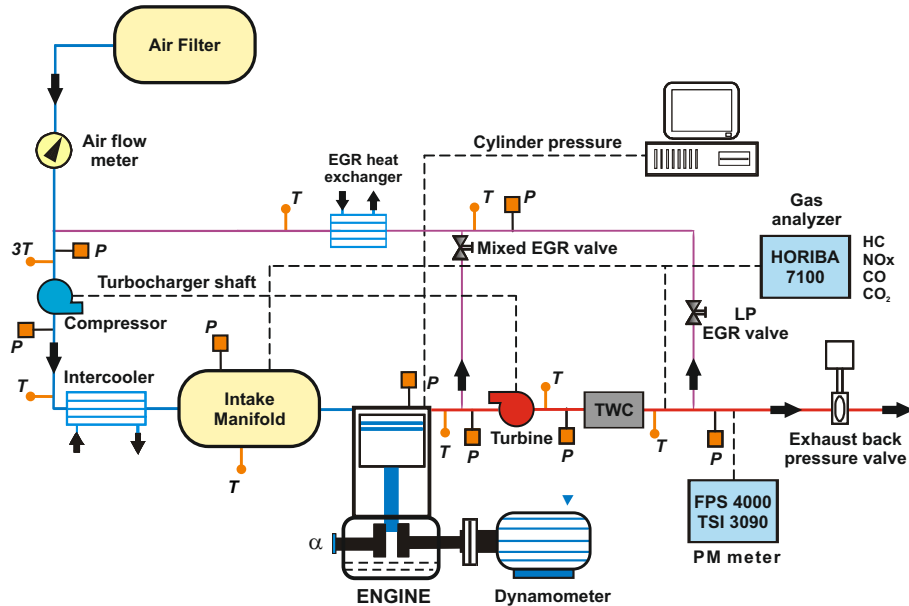 Air Filter
Air flow
meter
EGR heat
exchanger
Cylinder pressure
T
T
P
Gas
analyzer
HORIBA
7100
HC
NOx
CO
CO₂
Mixed EGR valve
3T
P
Turbocharger shaft
Compressor
LP
EGR valve
P
P
T
Intercooler
Intake
Manifold
P
T
TWC
T
P
Turbine
P
T
P
Exhaust back
pressure valve
T
FPS 4000
TSI 3090
PM meter
α
ENGINE
Dynamometer